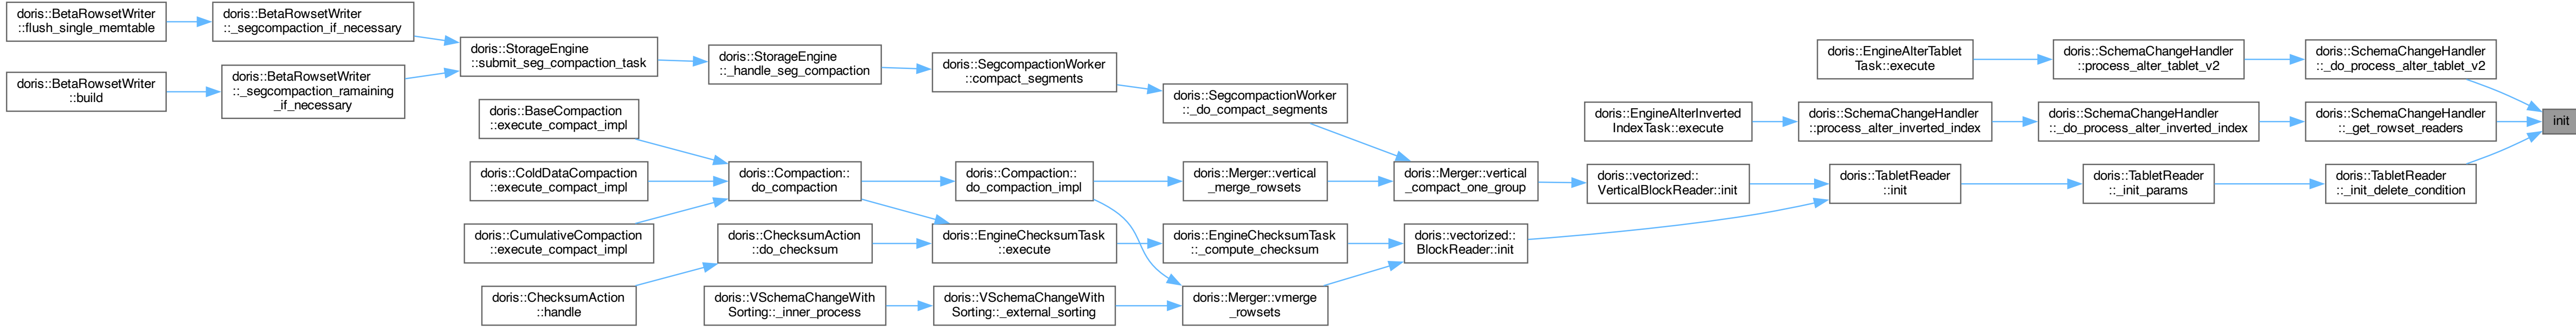 doris::BetaRowsetWriter
::flush_single_memtable
doris::BetaRowsetWriter
::_segcompaction_if_necessary
doris::BetaRowsetWriter
::build
doris::BetaRowsetWriter
::_segcompaction_ramaining
_if_necessary
doris::StorageEngine
::submit_seg_compaction_task
doris::StorageEngine
::_handle_seg_compaction
doris::SegcompactionWorker
::compact_segments
doris::SegcompactionWorker
::_do_compact_segments
doris::BaseCompaction
::execute_compact_impl
doris::ColdDataCompaction
::execute_compact_impl
doris::CumulativeCompaction
::execute_compact_impl
doris::Compaction::
do_compaction
doris::Compaction::
do_compaction_impl
doris::Merger::vertical
_merge_rowsets
doris::Merger::vertical
_compact_one_group
doris::vectorized::
VerticalBlockReader::init
doris::ChecksumAction
::do_checksum
doris::ChecksumAction
::handle
doris::EngineChecksumTask
::execute
doris::EngineChecksumTask
::_compute_checksum
doris::vectorized::
BlockReader::init
doris::VSchemaChangeWith
Sorting::_inner_process
doris::VSchemaChangeWith
Sorting::_external_sorting
doris::Merger::vmerge
_rowsets
doris::EngineAlterTablet
Task::execute
doris::SchemaChangeHandler
::process_alter_tablet_v2
doris::SchemaChangeHandler
::_do_process_alter_tablet_v2
doris::EngineAlterInverted
IndexTask::execute
doris::SchemaChangeHandler
::process_alter_inverted_index
doris::SchemaChangeHandler
::_do_process_alter_inverted_index
doris::SchemaChangeHandler
::_get_rowset_readers
doris::TabletReader
::init
doris::TabletReader
::_init_params
doris::TabletReader
::_init_delete_condition
init